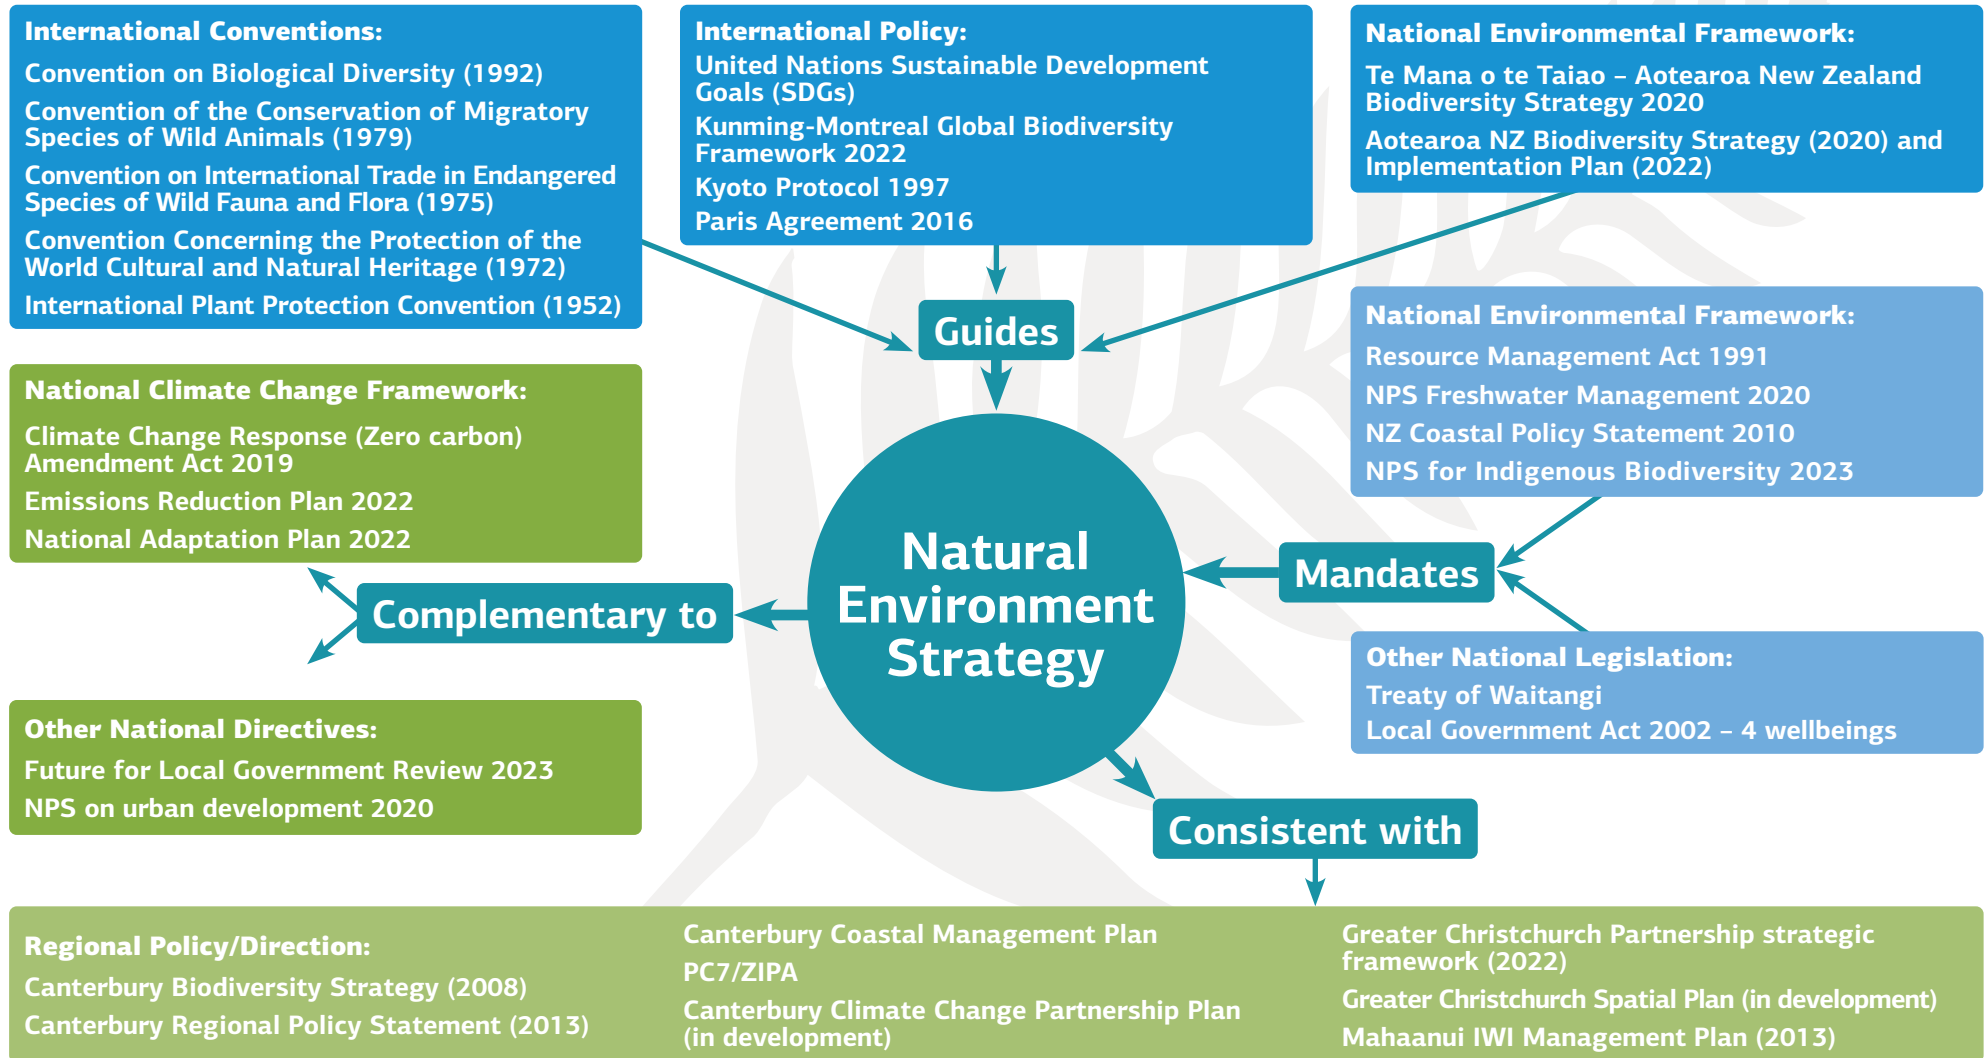 International Conventions:
Convention on Biological Diversity (1992)
Convention of the Conservation of Migratory
Species of Wild Animals (1979)
Convention on International Trade in Endangered
Species of Wild Fauna and Flora (1975)
Convention Concerning the Protection of the
World Cultural and Natural Heritage (1972)
International Plant Protection Convention (1952)
International Policy:
United Nations Sustainable Development
Goals (SDGs)
Kunming-Montreal Global Biodiversity
Framework 2022
Kyoto Protocol 1997
Paris Agreement 2016
National Environmental Framework:
Te Mana o te Taiao – Aotearoa New Zealand
Biodiversity Strategy 2020
Aotearoa NZ Biodiversity Strategy (2020) and
Implementation Plan (2022)
Guides
National Environmental Framework:
Resource Management Act 1991
NPS Freshwater Management 2020
NZ Coastal Policy Statement 2010
NPS for Indigenous Biodiversity 2023
National Climate Change Framework:
Climate Change Response (Zero carbon)
Amendment Act 2019
Emissions Reduction Plan 2022
National Adaptation Plan 2022
Natural
Environment
Strategy
Mandates
Complementary to
Other National Legislation:
Treaty of Waitangi
Local Government Act 2002 – 4 wellbeings
Other National Directives:
Future for Local Government Review 2023
NPS on urban development 2020
Consistent with
Regional Policy/Direction:
Canterbury Biodiversity Strategy (2008)
Canterbury Regional Policy Statement (2013)
Canterbury Coastal Management Plan
PC7/ZIPA
Canterbury Climate Change Partnership Plan
(in development)
Greater Christchurch Partnership strategic
framework (2022)
Greater Christchurch Spatial Plan (in development)
Mahaanui IWI Management Plan (2013)